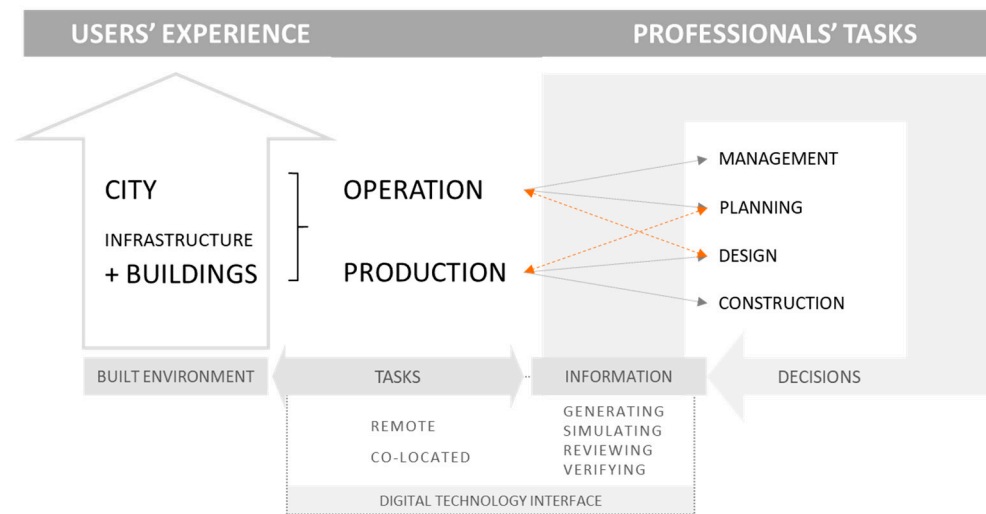 USERS’ EXPERIENCE
PROFESSIONALS’ TASKS
CITY
INFRASTRUCTURE
+ BUILDINGS
OPERATION
PRODUCTION
MANAGEMENT
PLANNING
DESIGN
CONSTRUCTION
BUILT ENVIRONMENT
TASKS
INFORMATION
DECISIONS
REMOTE
CO-LOCATED
GENERATING
SIMULATING
REVIEWING
VERIFYING
DIGITAL TECHNOLOGY INTERFACE